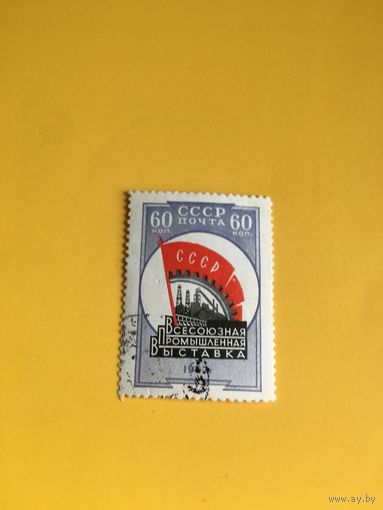 СССР
60 ПОЧТА 60
КОП. КОП.
СССР
ВСЕСОЮЗНАЯ
ПРОМЫШЛЕННАЯ
ВЫСТАВКА
www.ay.by